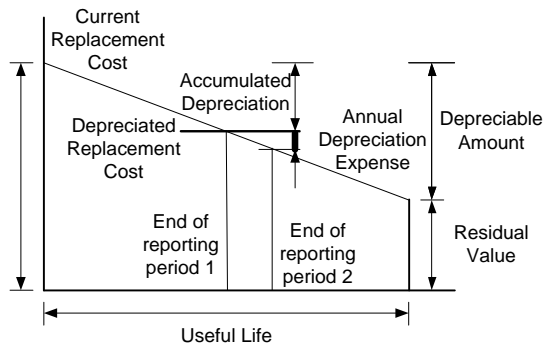 Current
Replacement
Cost
Accumulated
Depreciation
Annual
Depreciation
Expense
Depreciable
Amount
Depreciated
Replacement
Cost
End of
reporting
period 1
End of
reporting
period 2
Residual
Value
Useful Life